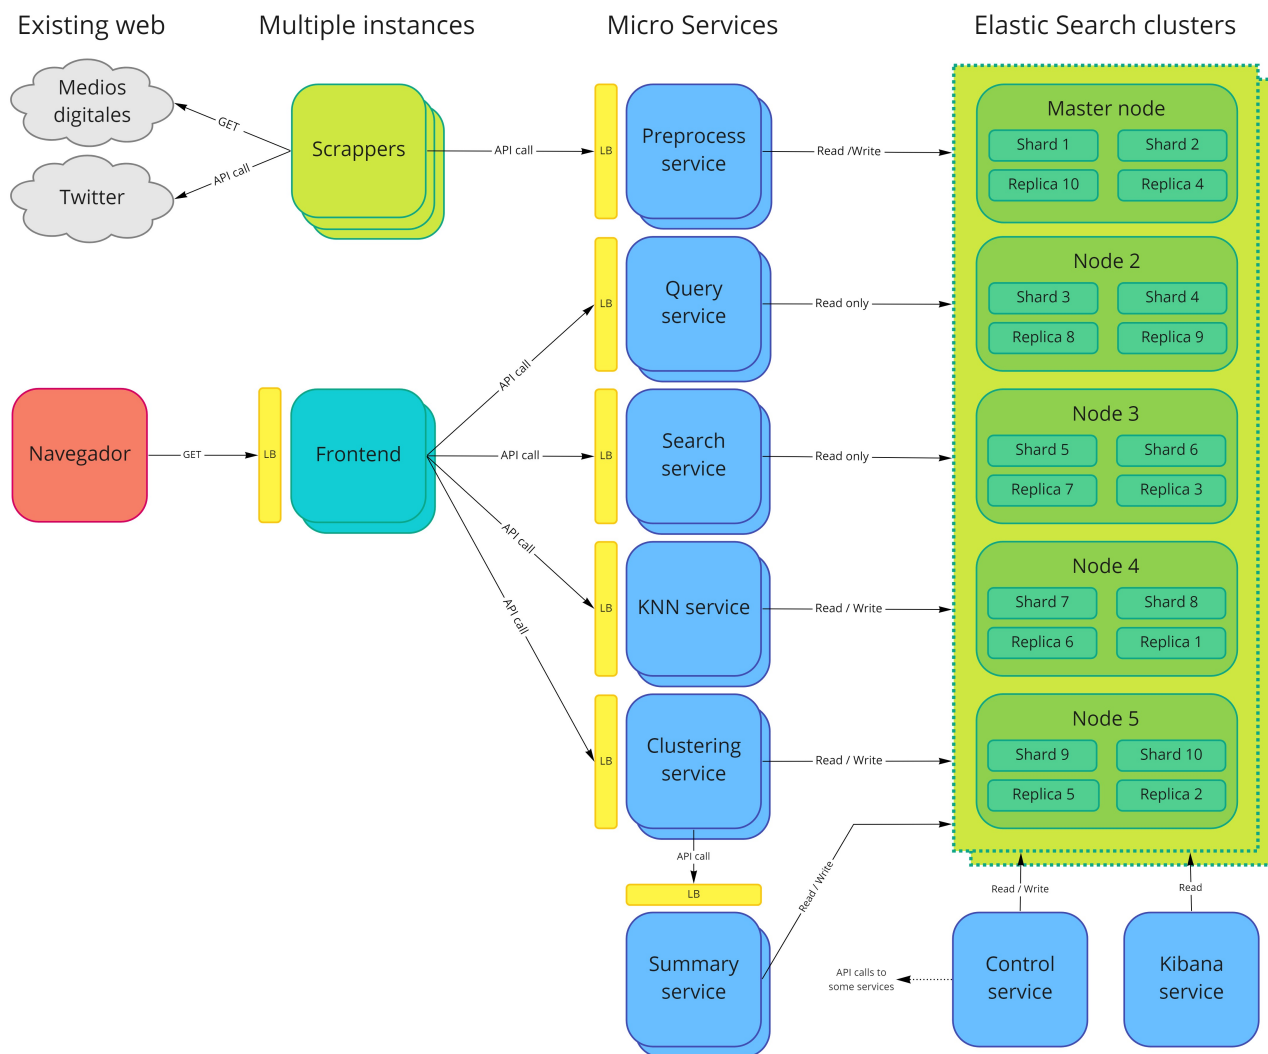 Existing web
Multiple instances
Micro Services
Elastic Search clusters
Medios
digitales
Twitter
GET
API call
Scrappers
API call
LB
Preprocess
service
Read /Write
Master node
Shard 1
Shard 2
Replica 10
Replica 4
LB
Query
service
Read only
Node 2
Shard 3
Shard 4
Replica 8
Replica 9
Navegador
GET
LB
Frontend
API call
API call
API call
API call
LB
Search
service
Read only
Node 3
Shard 5
Shard 6
Replica 7
Replica 3
LB
KNN service
Read / Write
Node 4
Shard 7
Shard 8
Replica 6
Replica 1
LB
Clustering
service
Read / Write
Node 5
Shard 9
Shard 10
Replica 5
Replica 2
API call
LB
Summary
service
Read / Write
Read / Write
Read
API calls to
some services
Control
service
Kibana
service